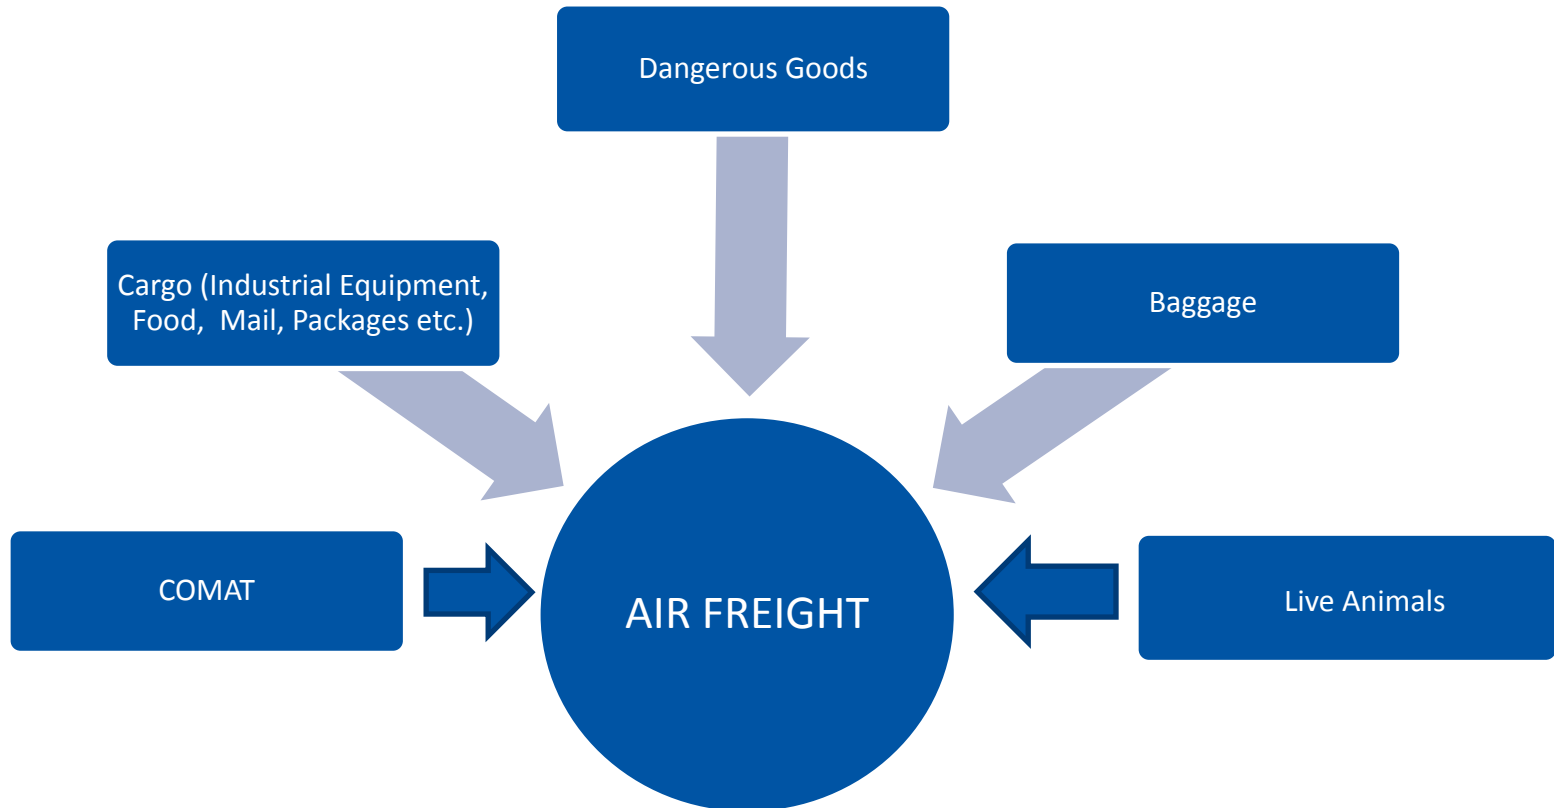 Dangerous Goods
Cargo (Industrial Equipment,
Food,  Mail, Packages etc.)
Baggage
COMAT
AIR FREIGHT
Live Animals